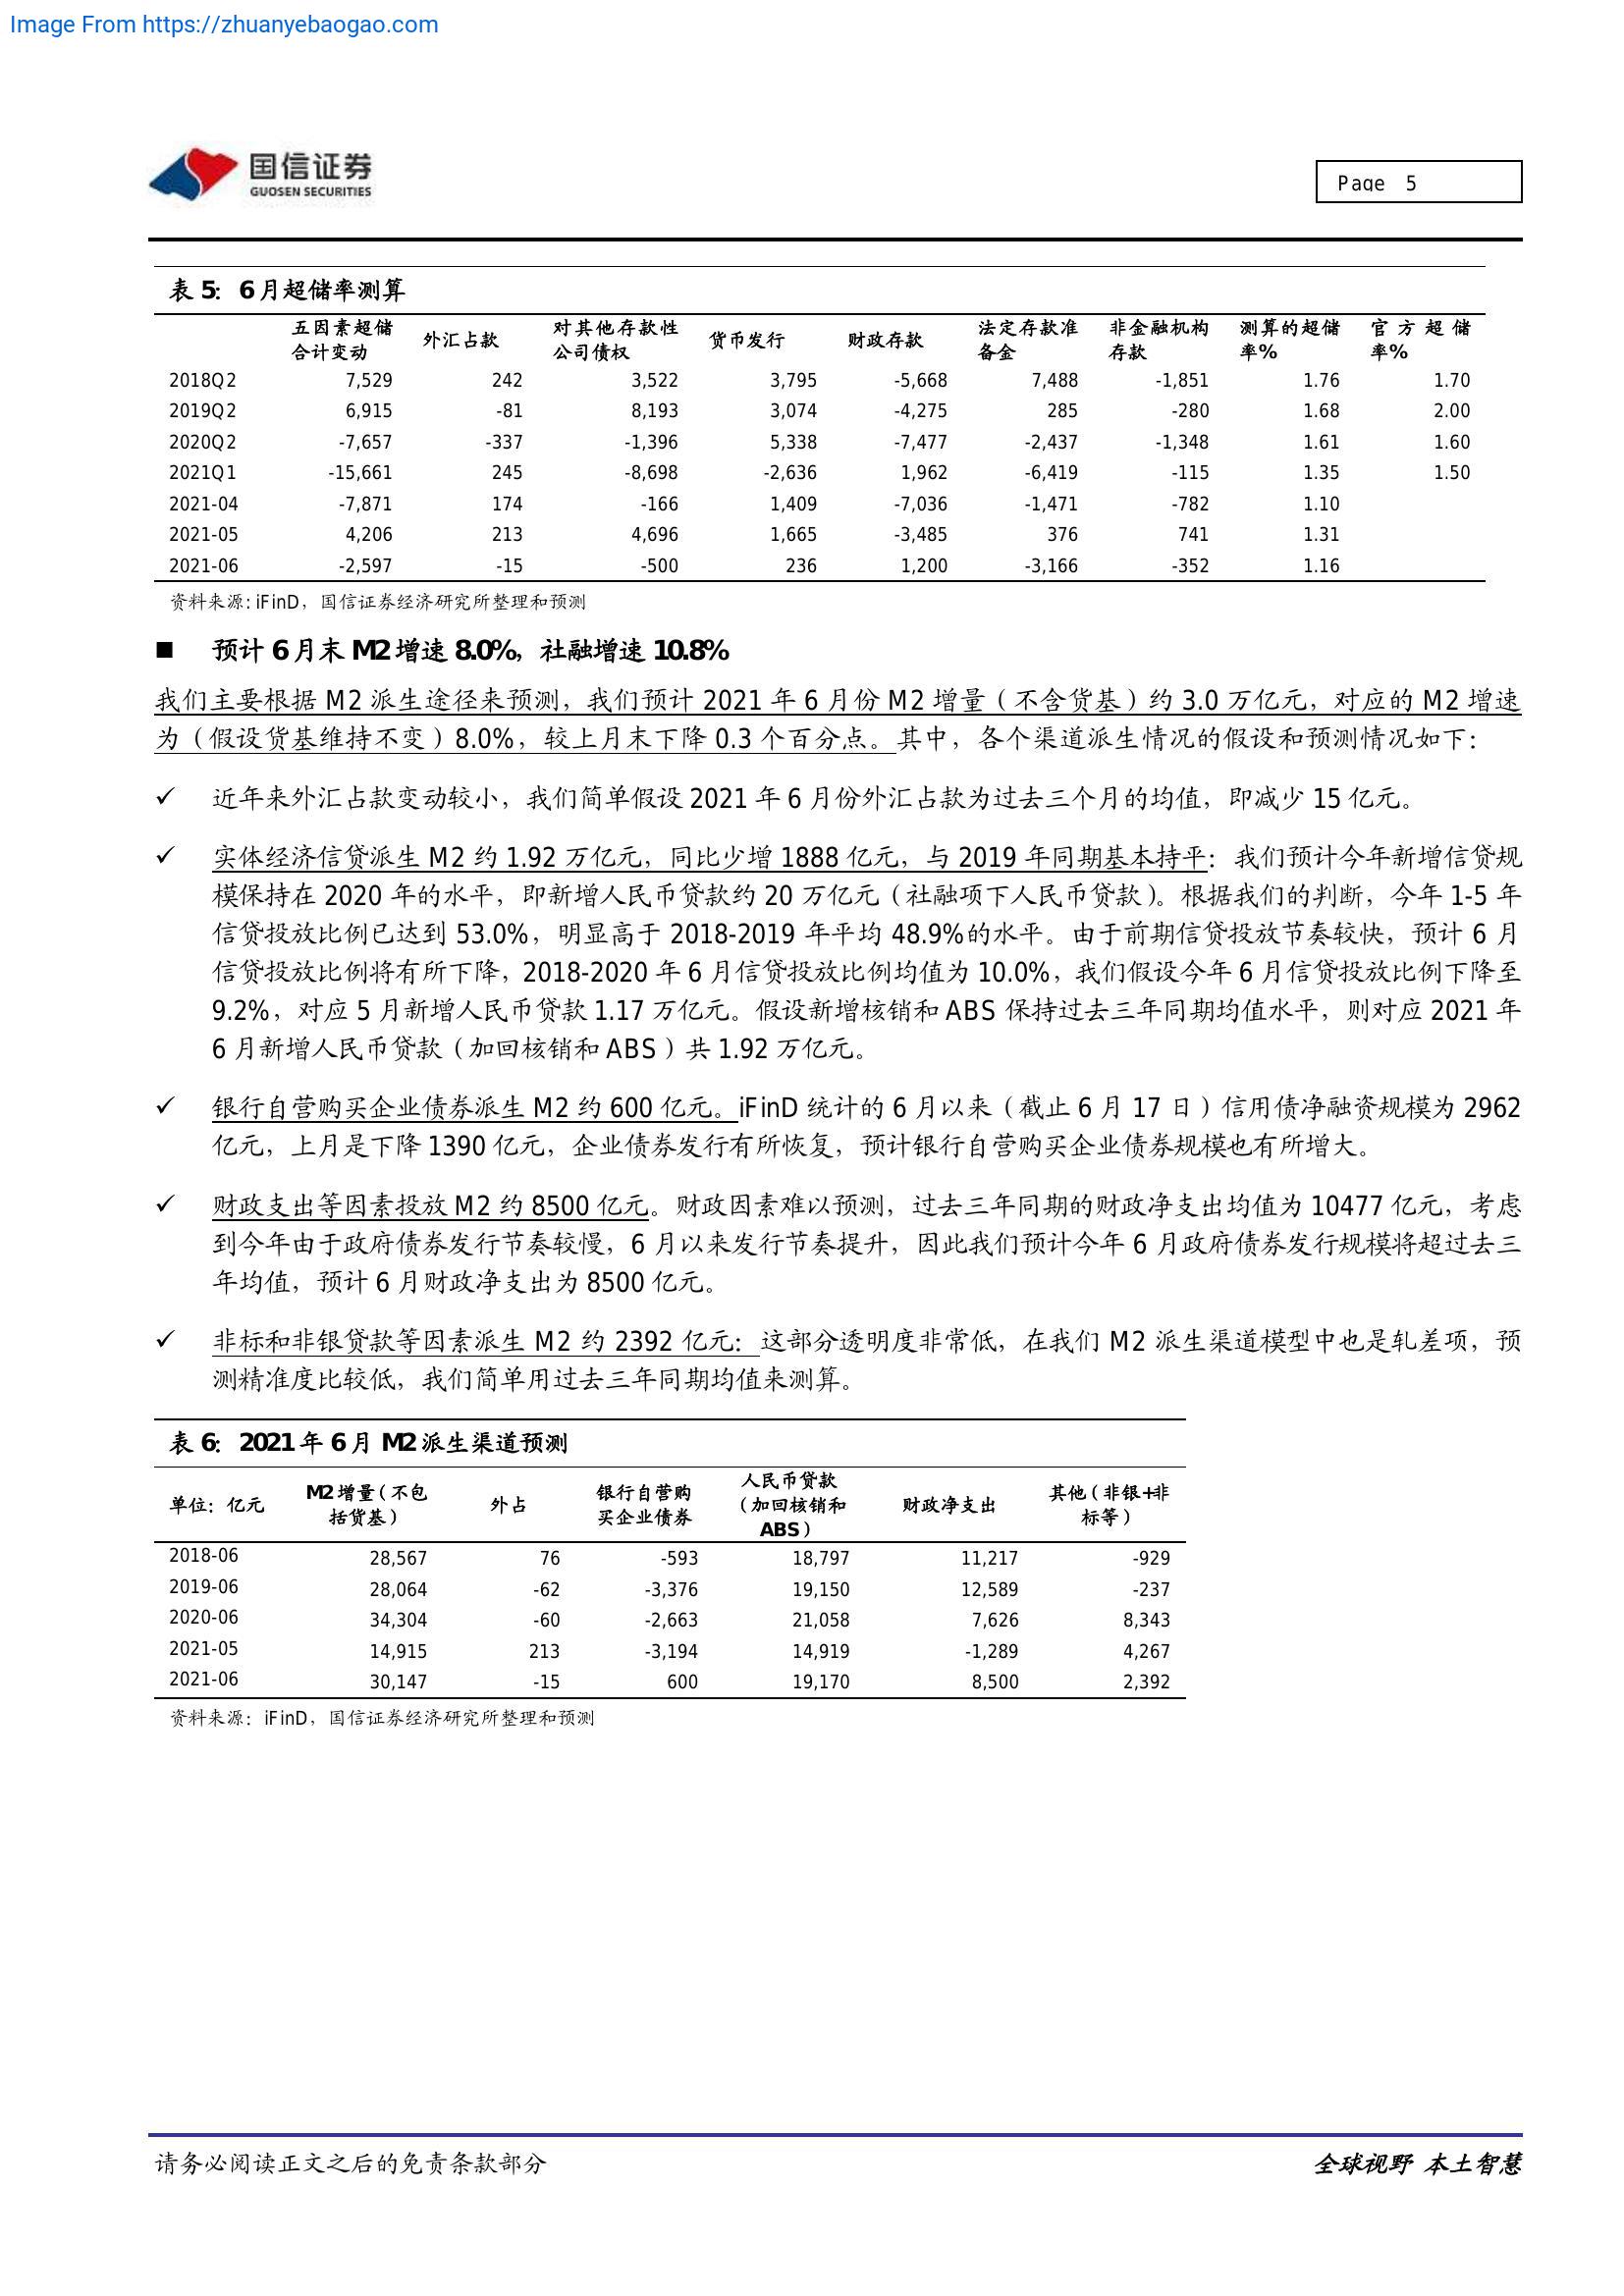 Image From https://zhuanyebaogao.com
国信证券
GUOSEN SECURITIES
Page 5
表 5：6 月超储率测算
五因素超储合计变动 外汇占款 对其他存款性公司债权 货币发行 财政存款 法定存款准备金 非金融机构存款 测算的超储率% 官方超储率%
2018Q2 7,529 242 3,522 3,795 -5,668 7,488 -1,851 1.76 1.70
2019Q2 6,915 -81 8,193 3,074 -4,275 285 -280 1.68 2.00
2020Q2 -7,657 -337 -1,396 5,338 -7,477 -2,437 -1,348 1.61 1.60
2021Q1 -15,661 245 -8,698 -2,636 1,962 -6,419 -115 1.35 1.50
2021-04 -7,871 174 -166 1,409 -7,036 -1,471 -782 1.10
2021-05 4,206 213 4,696 1,665 -3,485 376 741 1.31
2021-06 -2,597 -15 -500 236 1,200 -3,166 -352 1.16
资料来源: iFinD，国信证券经济研究所整理和预测
■ 预计 6 月末 M2 增速 8.0%，社融增速 10.8%
我们主要根据 M2 派生途径来预测，我们预计 2021 年 6 月份 M2 增量（不含货基）约 3.0 万亿元，对应的 M2 增速
为（假设货基维持不变）8.0%，较上月末下降 0.3 个百分点。其中，各个渠道派生情况的假设和预测情况如下：
✓ 近年来外汇占款变动较小，我们简单假设 2021 年 6 月份外汇占款为过去三个月的均值，即减少 15 亿元。
✓ 实体经济信贷派生 M2 约 1.92 万亿元，同比少增 1888 亿元，与 2019 年同期基本持平：我们预计今年新增信贷规
模保持在 2020 年的水平，即新增人民币贷款约 20 万亿元（社融项下人民币贷款）。根据我们的判断，今年 1-5 年
信贷投放比例已达到 53.0%，明显高于 2018-2019 年平均 48.9%的水平。由于前期信贷投放节奏较快，预计 6 月
信贷投放比例将有所下降，2018-2020 年 6 月信贷投放比例均值为 10.0%，我们假设今年 6 月信贷投放比例下降至
9.2%，对应 5 月新增人民币贷款 1.17 万亿元。假设新增核销和 ABS 保持过去三年同期均值水平，则对应 2021 年
6 月新增人民币贷款（加回核销和 ABS）共 1.92 万亿元。
✓ 银行自营购买企业债券派生 M2 约 600 亿元。iFinD 统计的 6 月以来（截止 6 月 17 日）信用债净融资规模为 2962
亿元，上月是下降 1390 亿元，企业债券发行有所恢复，预计银行自营购买企业债券规模也有所增大。
✓ 财政支出等因素投放 M2 约 8500 亿元。财政因素难以预测，过去三年同期的财政净支出均值为 10477 亿元，考虑
到今年由于政府债券发行节奏较慢，6 月以来发行节奏提升，因此我们预计今年 6 月政府债券发行规模将超过去三
年均值，预计 6 月财政净支出为 8500 亿元。
✓ 非标和非银贷款等因素派生 M2 约 2392 亿元：这部分透明度非常低，在我们 M2 派生渠道模型中也是轧差项，预
测精准度比较低，我们简单用过去三年同期均值来测算。
表 6：2021 年 6 月 M2 派生渠道预测
单位：亿元 M2 增量（不包括货基） 外占 银行自营购买企业债券 人民币贷款（加回核销和 ABS） 财政净支出 其他（非银+非标等）
2018-06 28,567 76 -593 18,797 11,217 -929
2019-06 28,064 -62 -3,376 19,150 12,589 -237
2020-06 34,304 -60 -2,663 21,058 7,626 8,343
2021-05 14,915 213 -3,194 14,919 -1,289 4,267
2021-06 30,147 -15 600 19,170 8,500 2,392
资料来源：iFinD，国信证券经济研究所整理和预测
请务必阅读正文之后的免责条款部分
全球视野 本土智慧